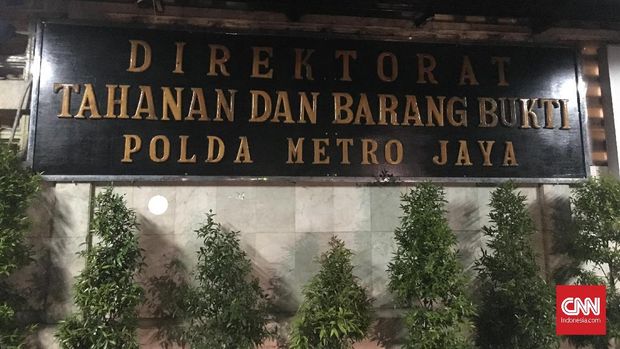 DIREKTORAT
TAHANAN DAN BARANG BUKTI
POLDA METRO JAYA
CNN
Indonesia.com